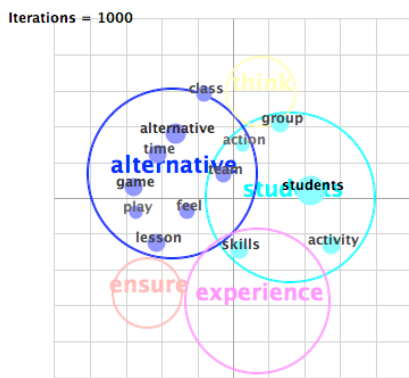 Iterations = 1000
class
think
group
alternative
action
time
alternative
team
game
students
students
play
feel
lesson
skills
activity
ensure
experience